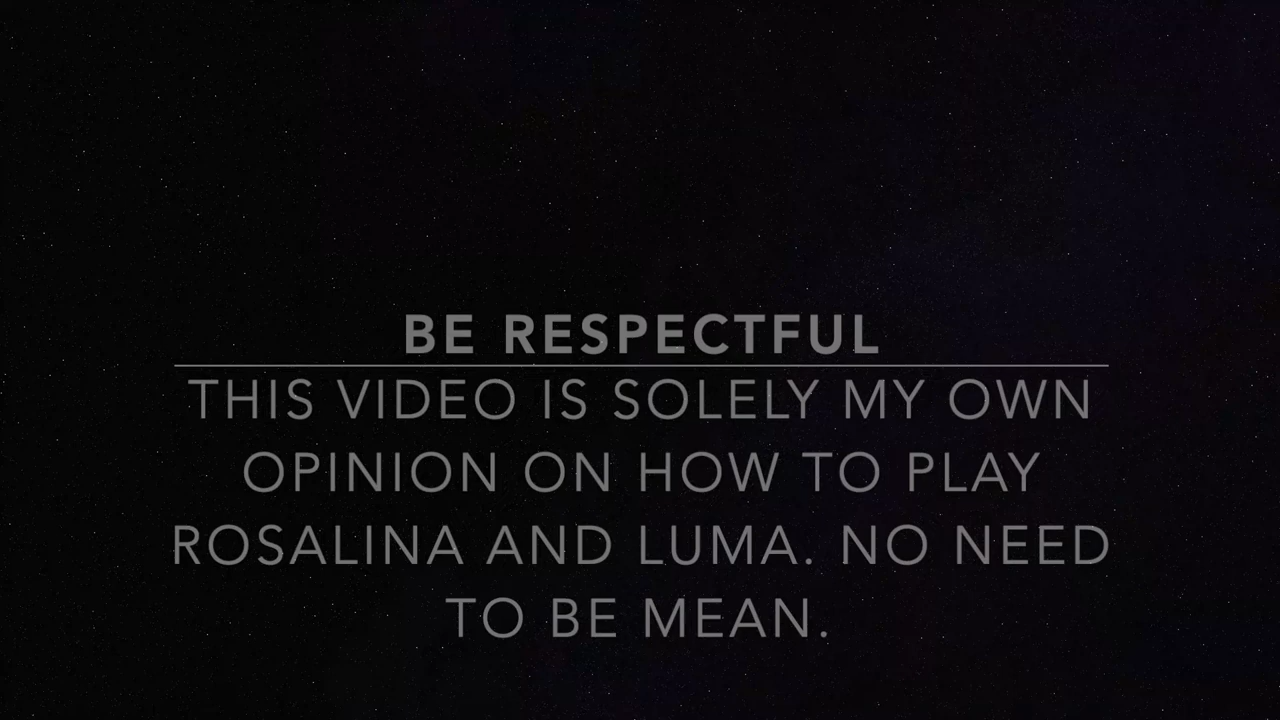 BE RESPECTFUL
THIS VIDEO IS SOLELY MY OWN
OPINION ON HOW TO PLAY
ROSALINA AND LUMA. NO NEED
TO BE MEAN.